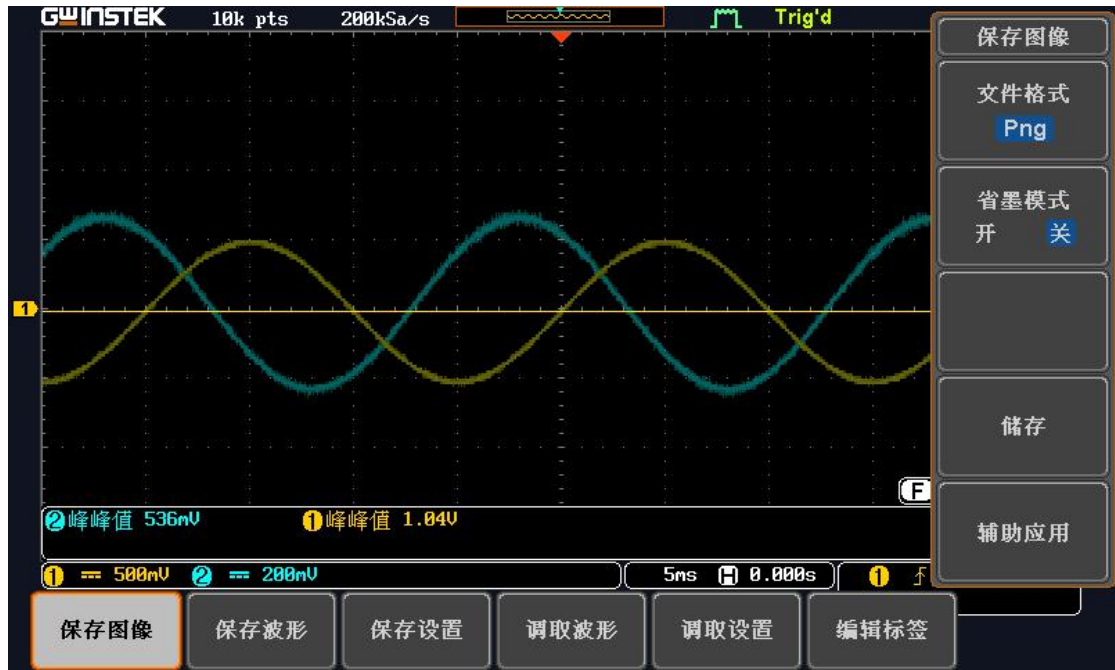 GWINSTEK 10k pts 200kSa/s Trig'd
保存图像
文件格式
Png
省墨模式
开 关
储存
辅助应用
1
F
2 峰峰值 536mV 1 峰峰值 1.04V
1 500mV 2 200mV 5ms H 0.000s 1
保存图像 保存波形 保存设置 调取波形 调取设置 编辑标签